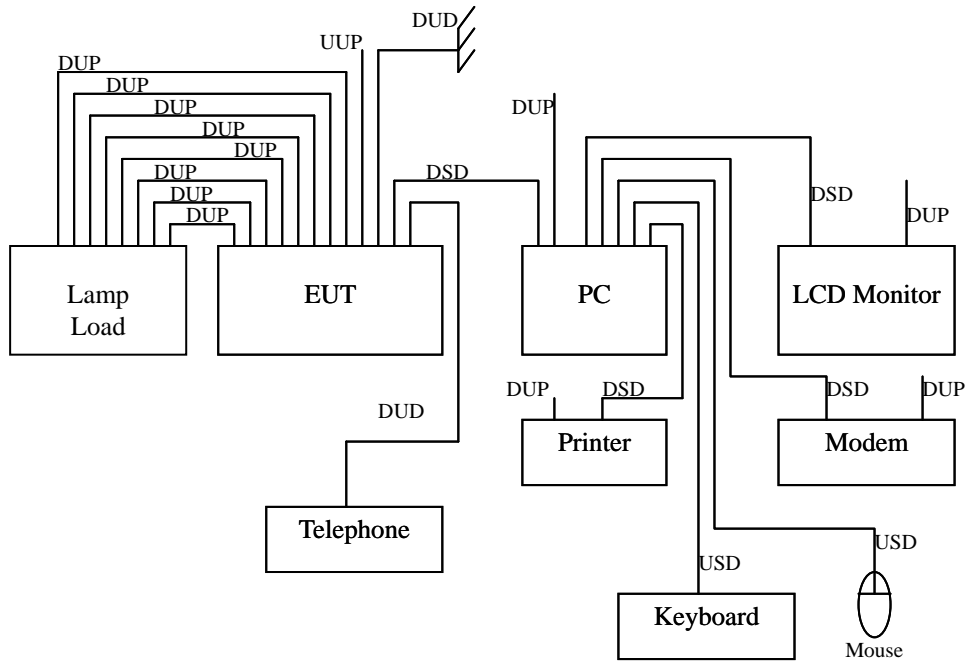 DUD
UUP
DUP
DUP
DUP
DUP
DUP
DUP
DUP
DUP
DUP
DSD
DSD
DUP
Lamp
Load
EUT
PC
LCD Monitor
DUP
DSD
DSD
DUP
DUD
Printer
Modem
Telephone
USD
USD
Keyboard
Mouse